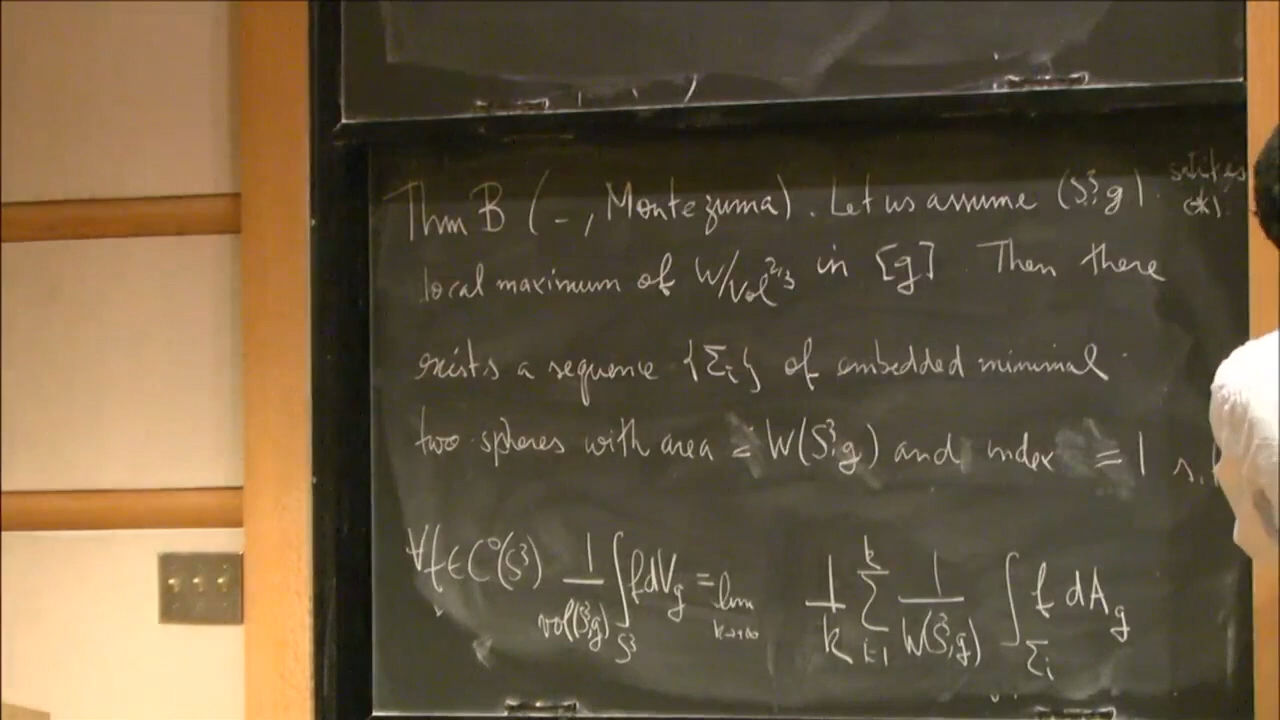 Thm B ( – , Montezuma). Let us assume (S³, g). satisfies (*).
local maximum of W/Vol^{2/3} in [g]. Then there
exists a sequence {Σ_i} of embedded minimal
two spheres with area = W(S³, g) and index = 1 s.t
∀f∈C⁰(S³) 1/vol(S³,g) ∫_{S³} f dV_g = lim_{k→+∞} 1/k Σ_{i=1}^{k} 1/W(S³,g) ∫_{Σ_i} f dA_g